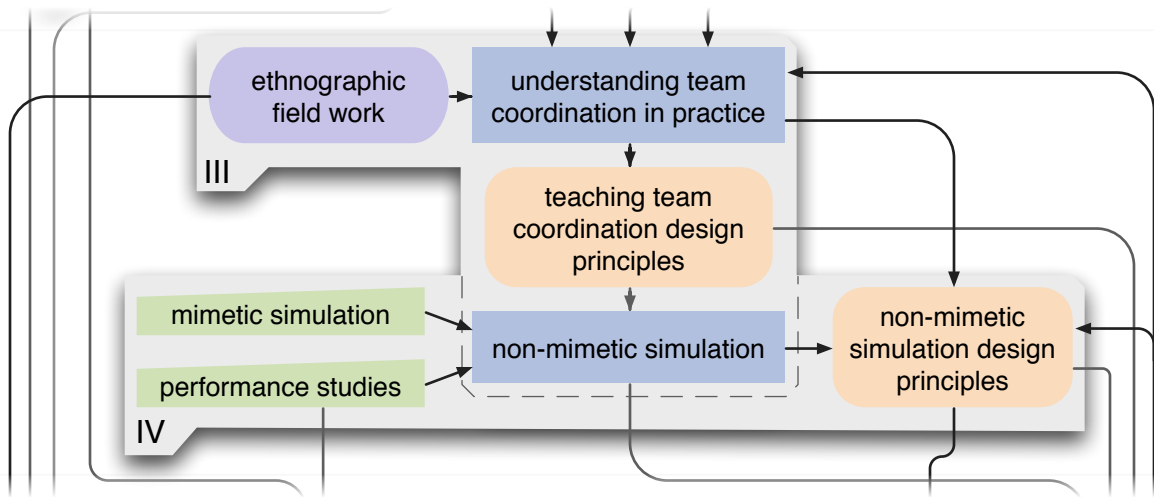 ethnographic
field work
understanding team
coordination in practice
III
teaching team
coordination design
principles
mimetic simulation
non-mimetic simulation
non-mimetic
simulation design
principles
performance studies
IV